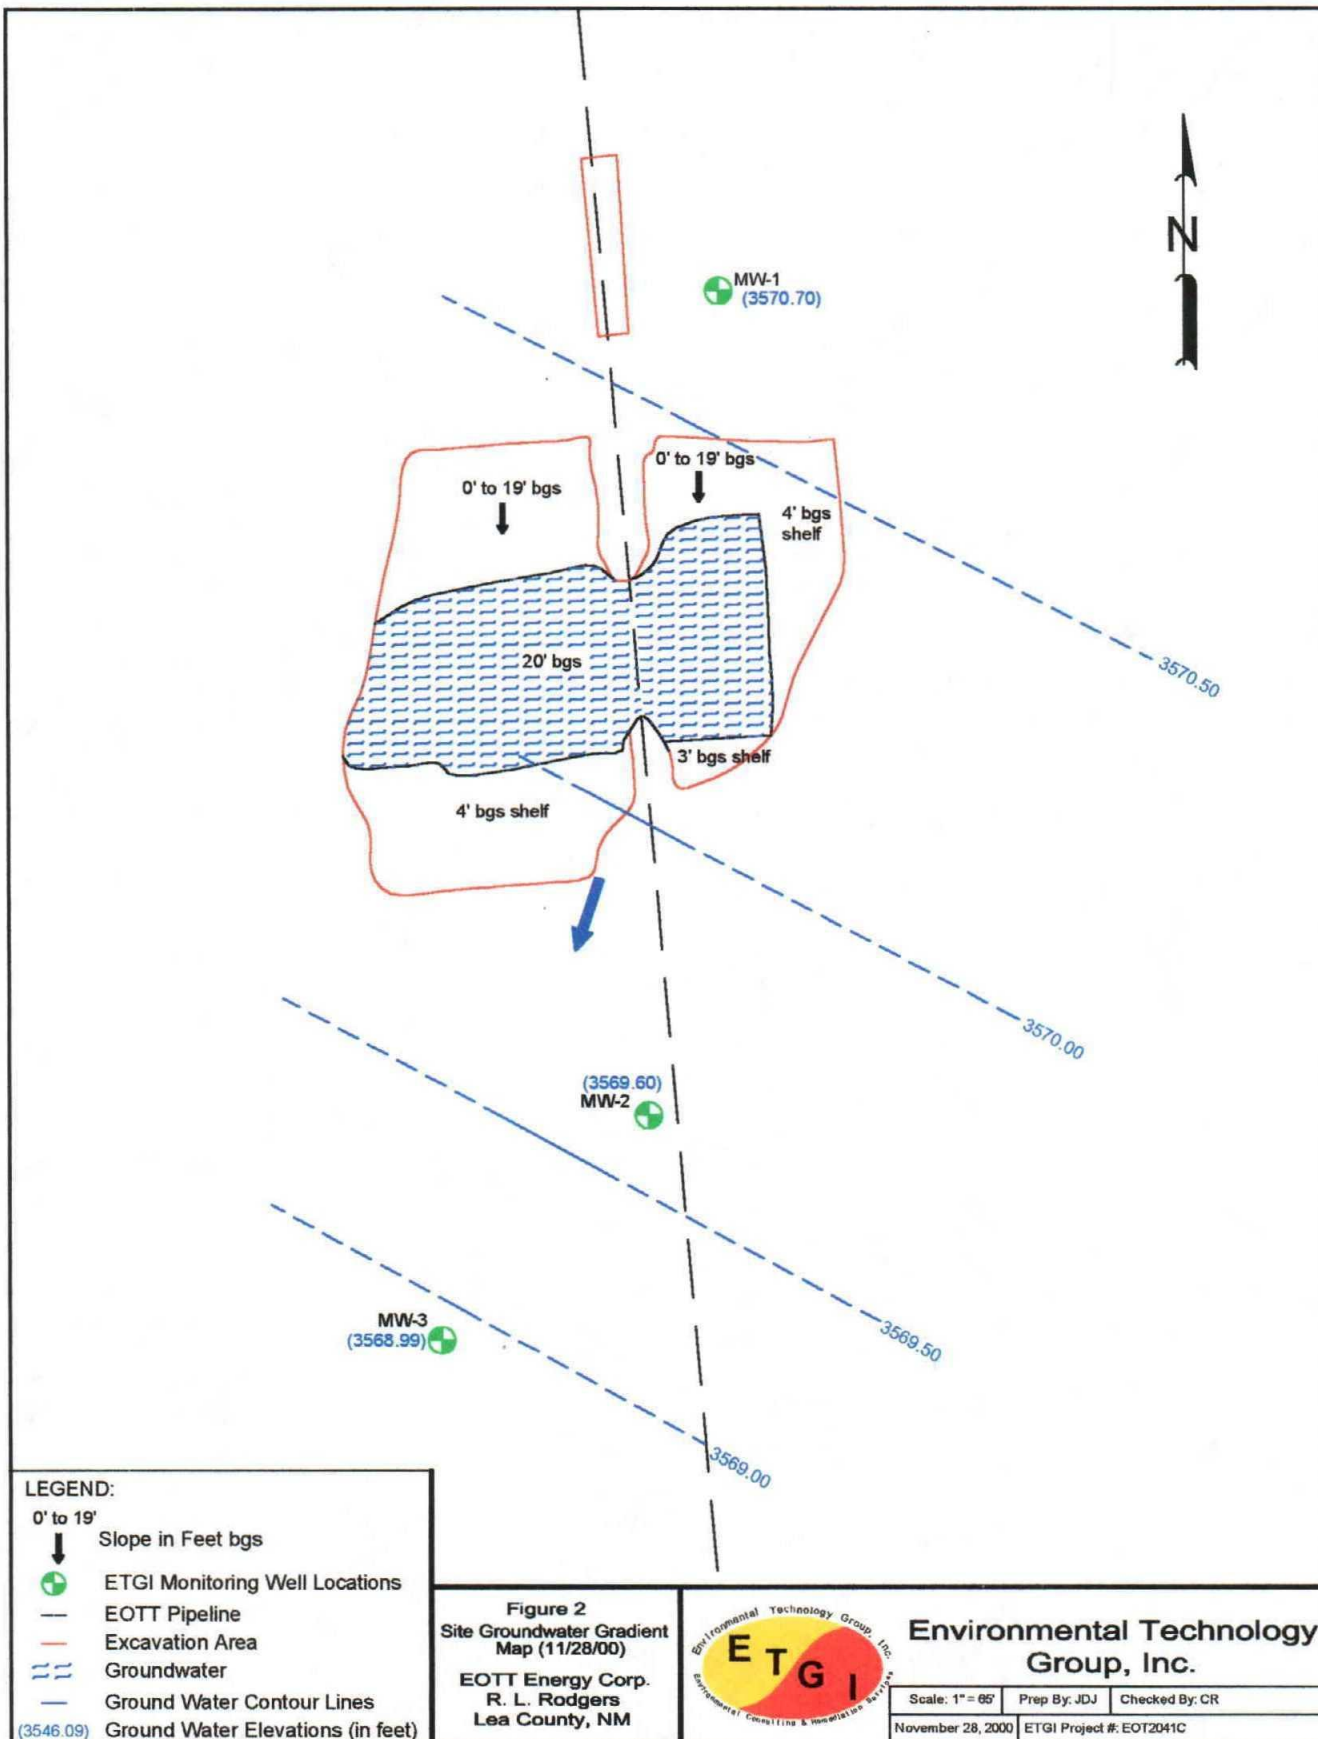 N
MW-1
(3570.70)
0' to 19' bgs
0' to 19' bgs
4' bgs
shelf
20' bgs
3570.50
3' bgs shelf
4' bgs shelf
3570.00
(3569.60)
MW-2
3569.50
MW-3
(3568.99)
3569.00
LEGEND:
0' to 19'
Slope in Feet bgs
ETGI Monitoring Well Locations
EOTT Pipeline
Excavation Area
Groundwater
Ground Water Contour Lines
(3546.09) Ground Water Elevations (in feet)
Figure 2
Site Groundwater Gradient
Map (11/28/00)
EOTT Energy Corp.
R. L. Rodgers
Lea County, NM
Environmental Technology Group, Inc.
E T G I
Environmental Consulting & Remediation Services
Environmental Technology
Group, Inc.
Scale: 1" = 65' Prep By: JDJ Checked By: CR
November 28, 2000 ETGI Project #: EOT2041C